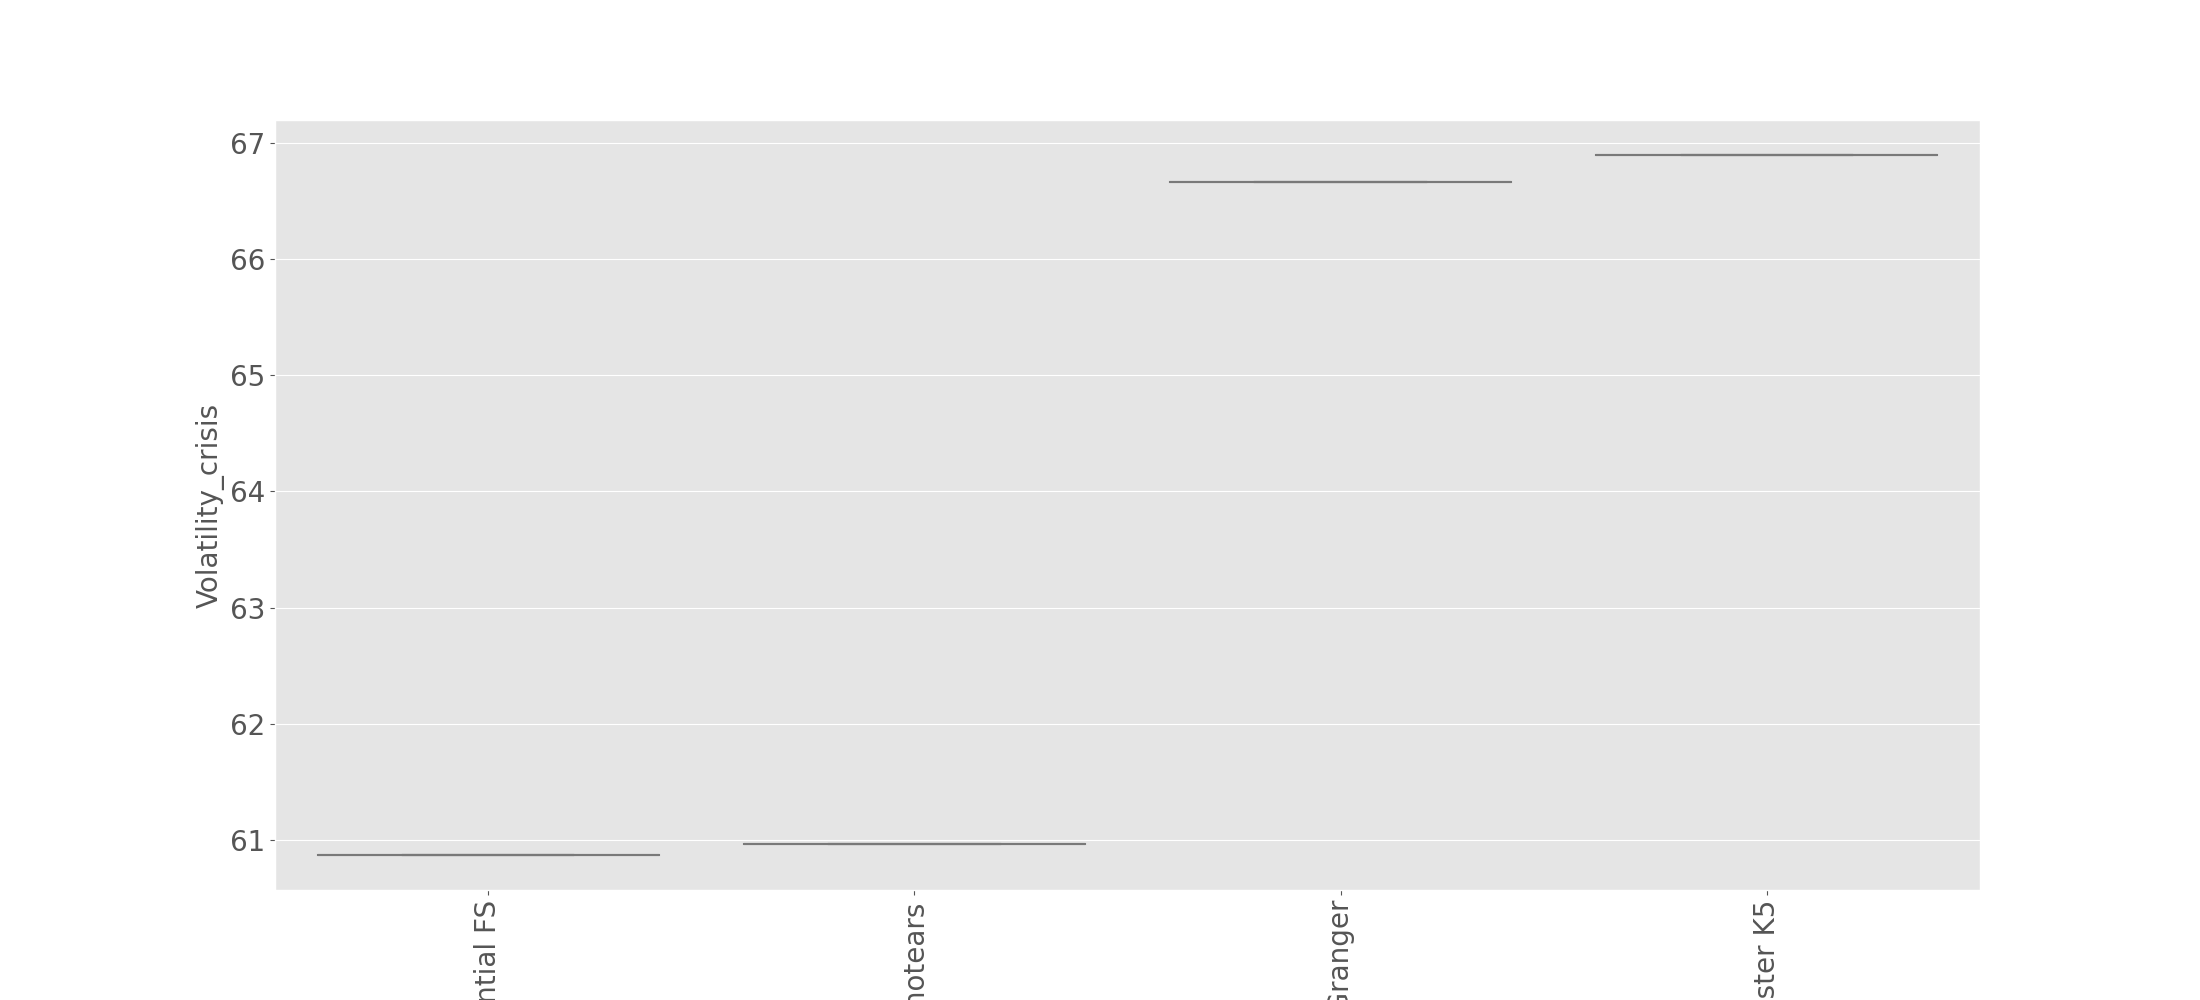 67
66
65
64
63
62
61
Volatility_crisis
ntial FS
notears
Granger
ster K5